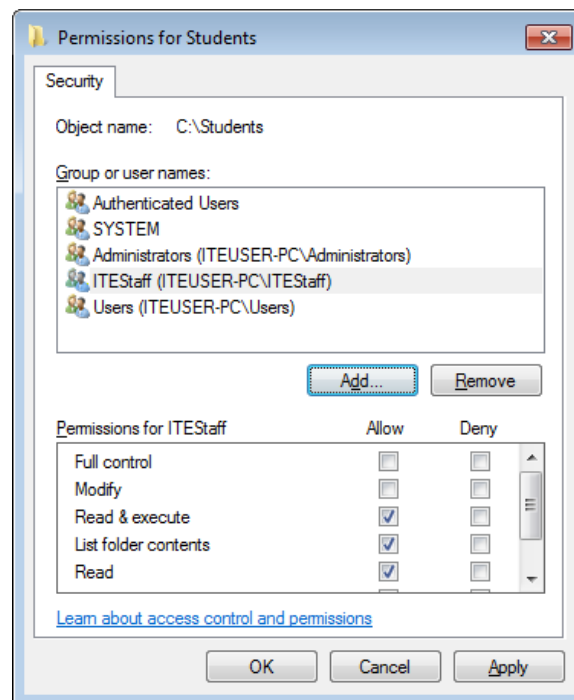 Permissions for Students
Security
Object name: C:\Students
Group or user names:
Authenticated Users
SYSTEM
Administrators (ITEUSER-PC\Administrators)
ITEStaff (ITEUSER-PC\ITEStaff)
Users (ITEUSER-PC\Users)
Add... Remove
Permissions for ITEStaff Allow Deny
Full control
Modify
Read & execute
List folder contents
Read
Learn about access control and permissions
OK Cancel Apply